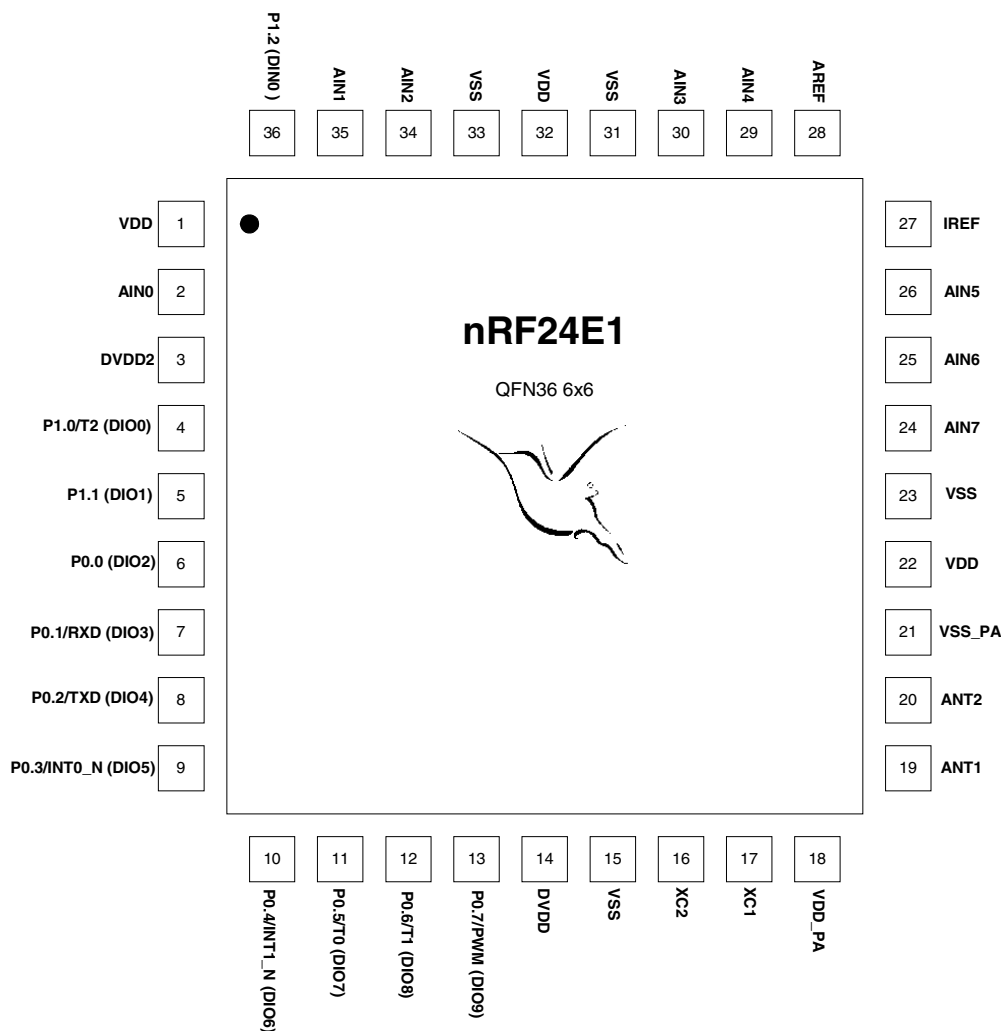 P1.2 (DIN0 )
AIN1
AIN2
VSS
VDD
VSS
AIN3
AIN4
AREF
36
35
34
33
32
31
30
29
28
VDD 1
AIN0 2
DVDD2 3
P1.0/T2 (DIO0) 4
P1.1 (DIO1) 5
P0.0 (DIO2) 6
P0.1/RXD (DIO3) 7
P0.2/TXD (DIO4) 8
P0.3/INT0_N (DIO5) 9
nRF24E1
QFN36 6x6
27 IREF
26 AIN5
25 AIN6
24 AIN7
23 VSS
22 VDD
21 VSS_PA
20 ANT2
19 ANT1
10
11
12
13
14
15
16
17
18
P0.4/INT1_N (DIO6)
P0.5/T0 (DIO7)
P0.6/T1 (DIO8)
P0.7/PWM (DIO9)
DVDD
VSS
XC2
XC1
VDD_PA